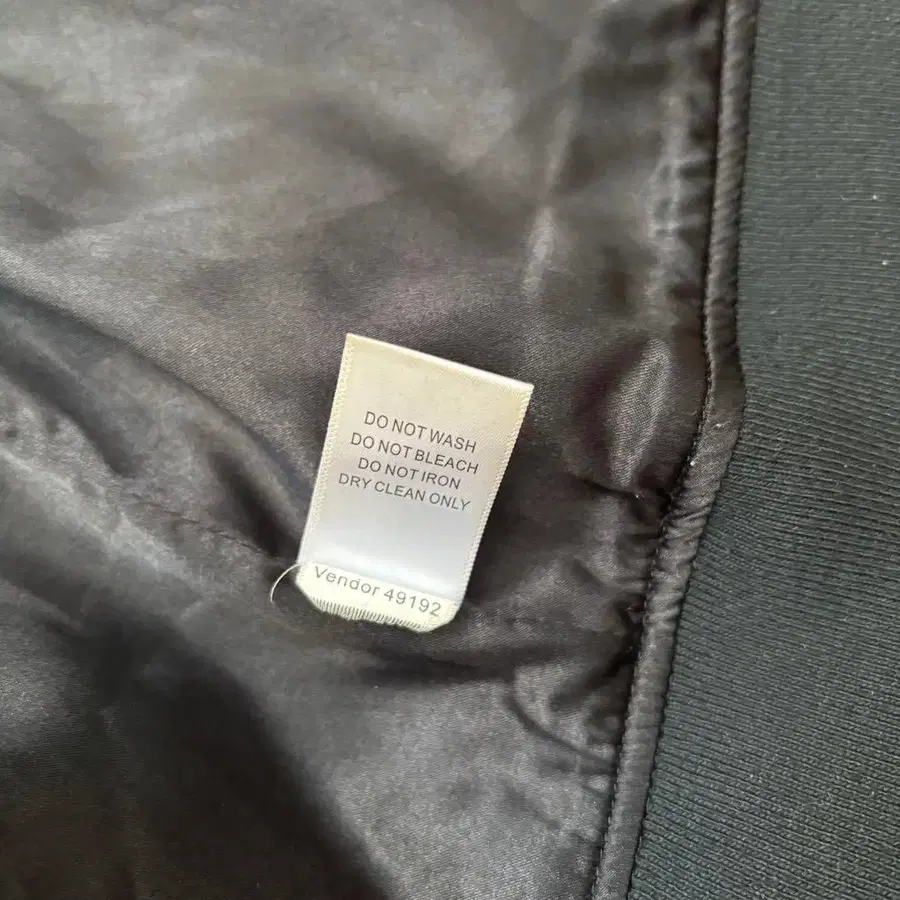 DO NOT WASH
DO NOT BLEACH
DO NOT IRON
DRY CLEAN ONLY
Vendor 49192